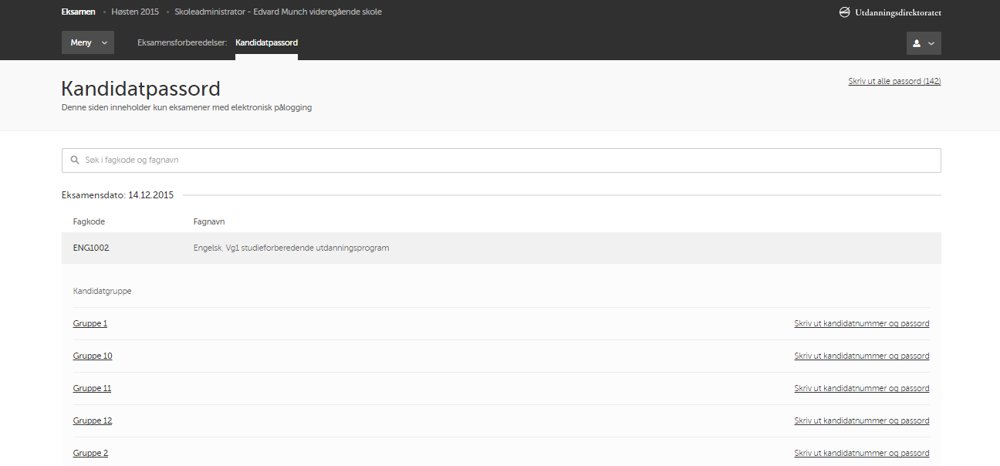 Eksamen • Høsten 2015 • Skoleadministrator - Edvard Munch videregående skole
Utdanningsdirektoratet
Meny
Eksamensforberedelser: Kandidatpassord
Kandidatpassord
Skriv ut alle passord (142)
Denne siden inneholder kun eksamener med elektronisk pålogging
Søk i fagkode og fagnavn
Eksamensdato: 14.12.2015
Fagkode Fagnavn
ENG1002 Engelsk, Vg1 studieforberedende utdanningsprogram
Kandidatgruppe
Gruppe 1 Skriv ut kandidatnummer og passord
Gruppe 10 Skriv ut kandidatnummer og passord
Gruppe 11 Skriv ut kandidatnummer og passord
Gruppe 12 Skriv ut kandidatnummer og passord
Gruppe 2 Skriv ut kandidatnummer og passord